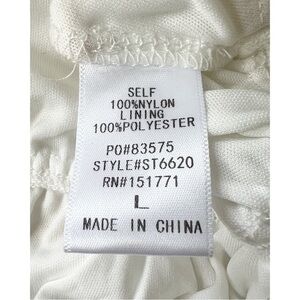 SELF
100%NYLON
LINING
100%POLYESTER
PO#83575
STYLE#ST6620
RN#151771
L
MADE IN CHINA